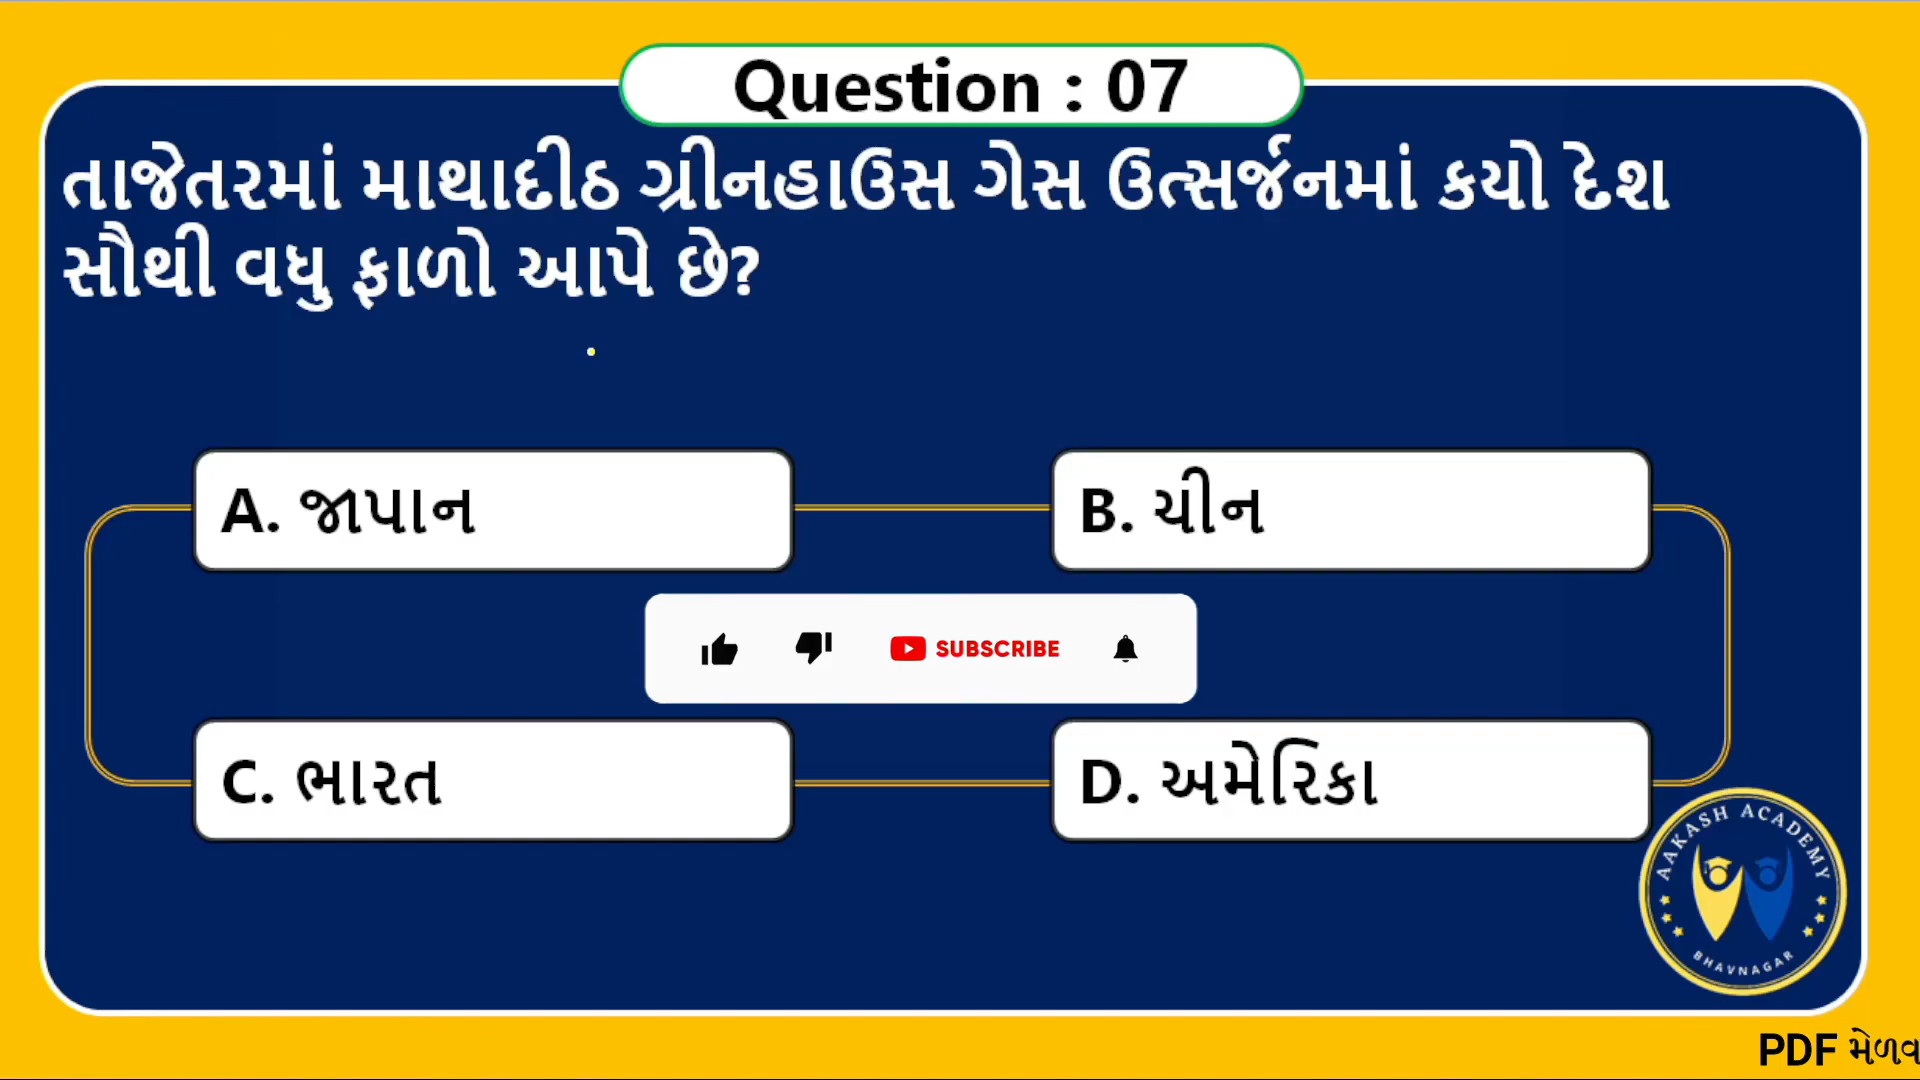 Question : 07
તાજેતરમાં માથાદીઠ ગ્રીનહાઉસ ગેસ ઉત્સર્જનમાં કયો દેશ
સૌથી વધુ ફાળો આપે છે?
A. જાપાન
B. ચીન
SUBSCRIBE
C. ભારત
D. અમેરિકા
AAKASH ACADEMY
BHAVNAGAR
PDF મેળવ